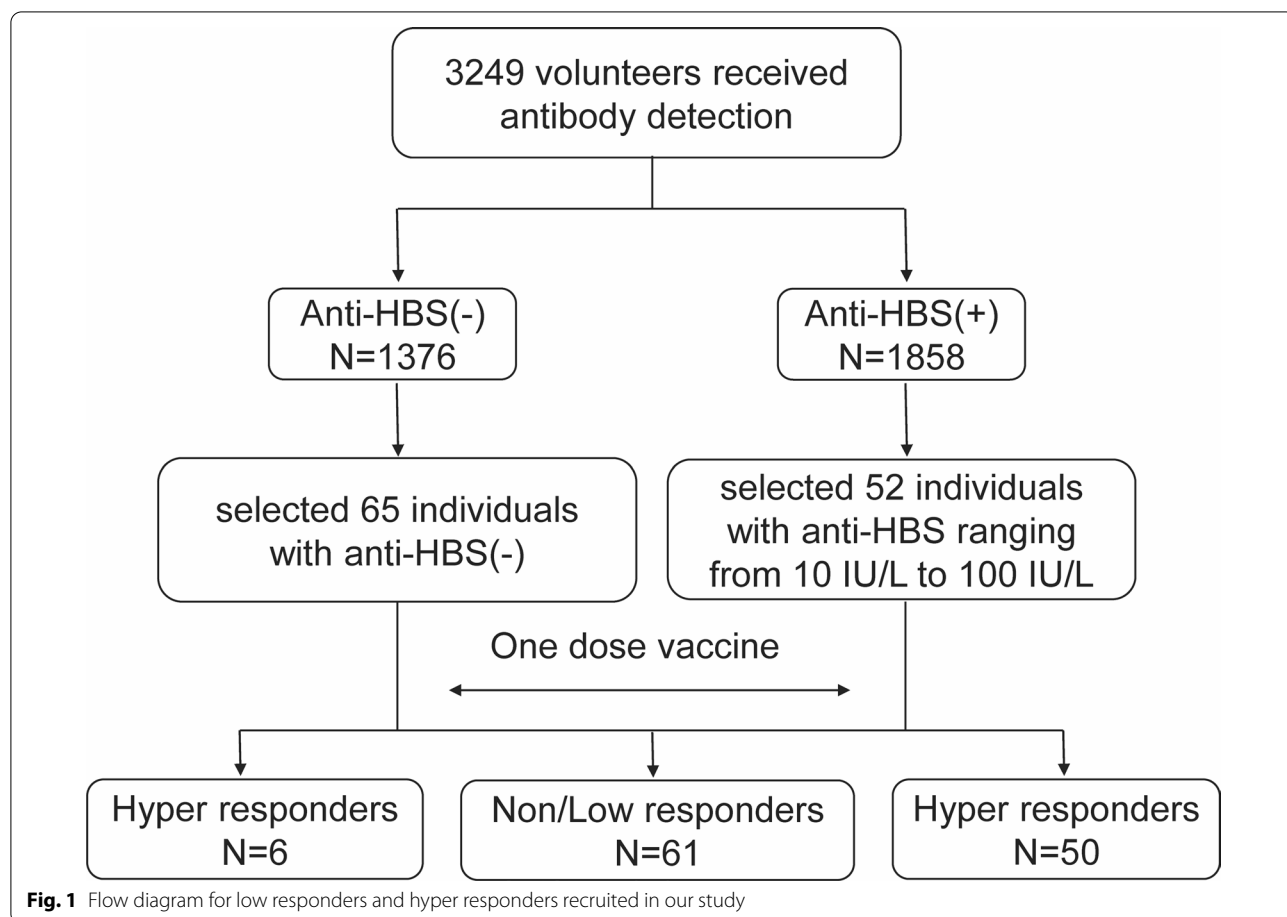 3249 volunteers received
antibody detection
Anti-HBS(-)
N=1376
Anti-HBS(+)
N=1858
selected 65 individuals
with anti-HBS(-)
selected 52 individuals
with anti-HBS ranging
from 10 IU/L to 100 IU/L
One dose vaccine
Hyper responders
N=6
Non/Low responders
N=61
Hyper responders
N=50
Fig. 1 Flow diagram for low responders and hyper responders recruited in our study